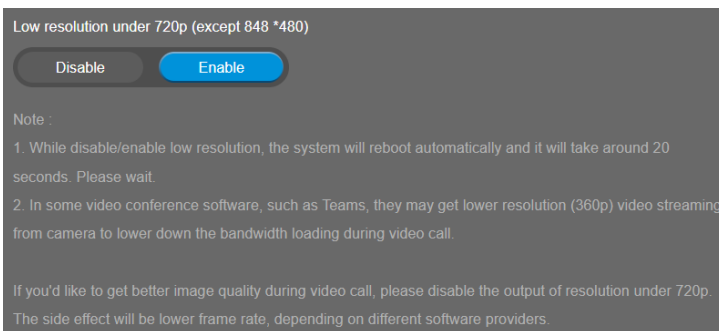 Low resolution under 720p (except 848 *480)
Disable Enable
Note :
1. While disable/enable low resolution, the system will reboot automatically and it will take around 20
seconds. Please wait.
2. In some video conference software, such as Teams, they may get lower resolution (360p) video streaming
from camera to lower down the bandwidth loading during video call.
If you'd like to get better image quality during video call, please disable the output of resolution under 720p.
The side effect will be lower frame rate, depending on different software providers.